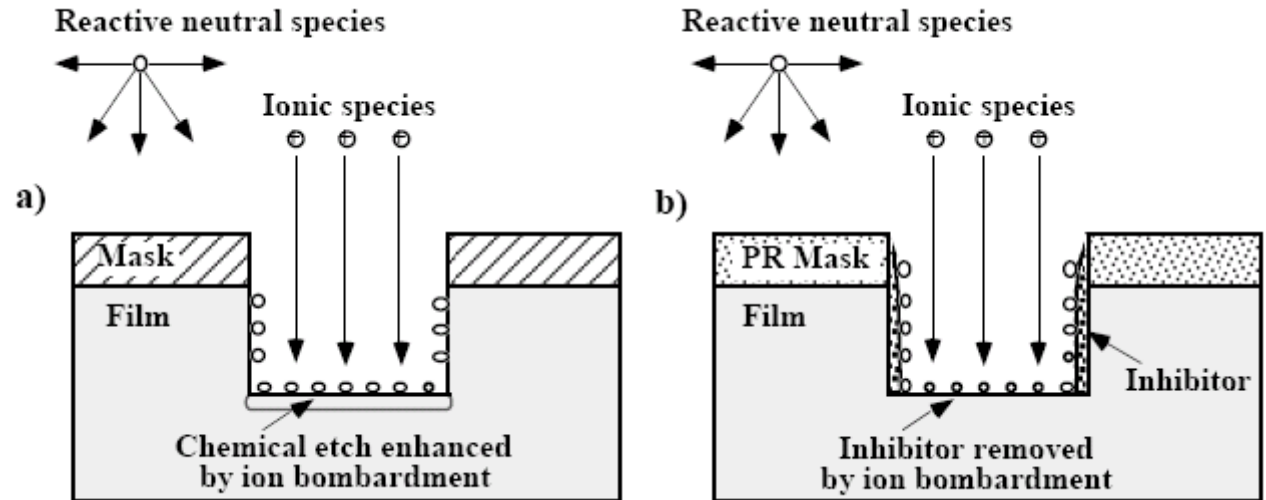 Reactive neutral species
Ionic species
a)
Mask
Film
Chemical etch enhanced
by ion bombardment
Reactive neutral species
Ionic species
b)
PR Mask
Film
Inhibitor
Inhibitor removed
by ion bombardment